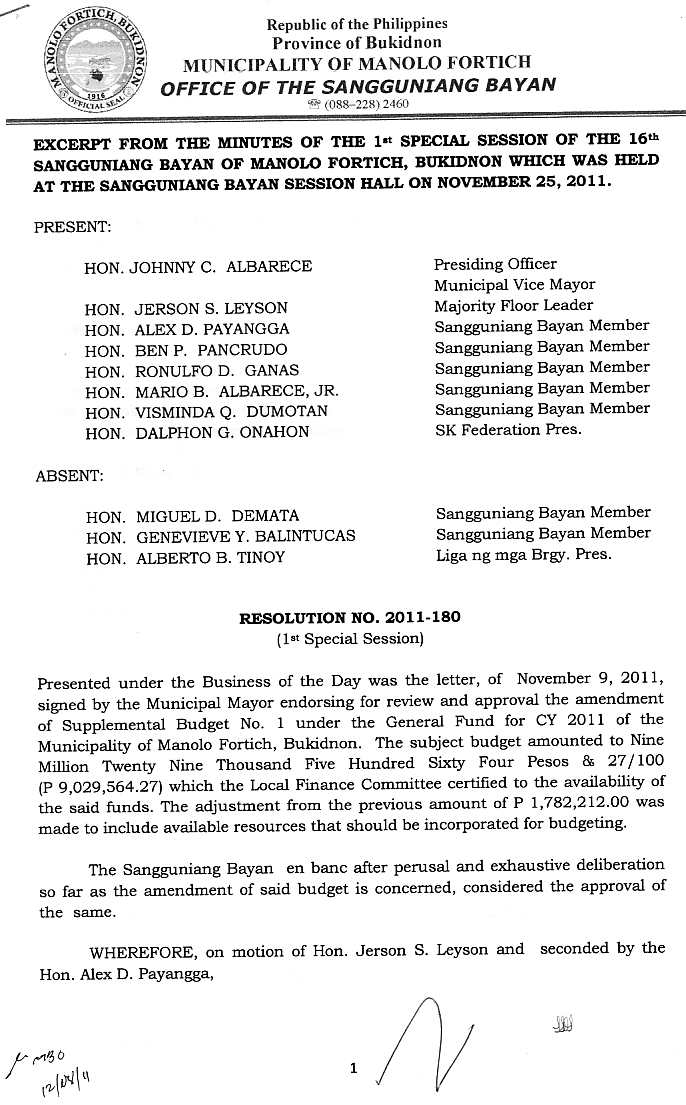 MANOLO FORTICH, BUKIDNON
1916
OFFICIAL SEAL
Republic of the Philippines
Province of Bukidnon
MUNICIPALITY OF MANOLO FORTICH
OFFICE OF THE SANGGUNIANG BAYAN
☏ (088–228) 2460
EXCERPT FROM THE MINUTES OF THE 1st SPECIAL SESSION OF THE 16th
SANGGUNIANG BAYAN OF MANOLO FORTICH, BUKIDNON WHICH WAS HELD
AT THE SANGGUNIANG BAYAN SESSION HALL ON NOVEMBER 25, 2011.
PRESENT:
HON. JOHNNY C. ALBARECE Presiding Officer
Municipal Vice Mayor
HON. JERSON S. LEYSON Majority Floor Leader
HON. ALEX D. PAYANGGA Sangguniang Bayan Member
HON. BEN P. PANCRUDO Sangguniang Bayan Member
HON. RONULFO D. GANAS Sangguniang Bayan Member
HON. MARIO B. ALBARECE, JR. Sangguniang Bayan Member
HON. VISMINDA Q. DUMOTAN Sangguniang Bayan Member
HON. DALPHON G. ONAHON SK Federation Pres.
ABSENT:
HON. MIGUEL D. DEMATA Sangguniang Bayan Member
HON. GENEVIEVE Y. BALINTUCAS Sangguniang Bayan Member
HON. ALBERTO B. TINOY Liga ng mga Brgy. Pres.
RESOLUTION NO. 2011-180
(1st Special Session)
Presented under the Business of the Day was the letter, of November 9, 2011,
signed by the Municipal Mayor endorsing for review and approval the amendment
of Supplemental Budget No. 1 under the General Fund for CY 2011 of the
Municipality of Manolo Fortich, Bukidnon. The subject budget amounted to Nine
Million Twenty Nine Thousand Five Hundred Sixty Four Pesos & 27/100
(P 9,029,564.27) which the Local Finance Committee certified to the availability of
the said funds. The adjustment from the previous amount of P 1,782,212.00 was
made to include available resources that should be incorporated for budgeting.
The Sangguniang Bayan en banc after perusal and exhaustive deliberation
so far as the amendment of said budget is concerned, considered the approval of
the same.
WHEREFORE, on motion of Hon. Jerson S. Leyson and seconded by the
Hon. Alex D. Payangga,
MBO
1